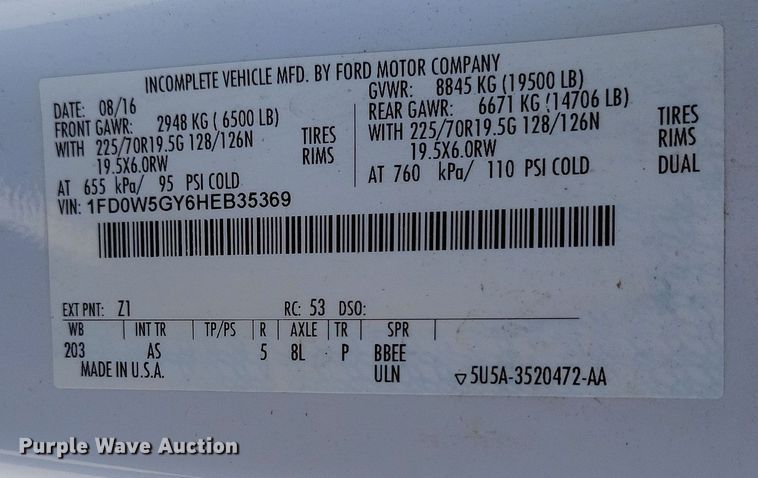 INCOMPLETE VEHICLE MFD. BY FORD MOTOR COMPANY
DATE: 08/16
FRONT GAWR: 2948 KG ( 6500 LB)
WITH 225/70R19.5G 128/126N TIRES
19.5X6.0RW RIMS
AT 655 kPa/ 95 PSI COLD
GVWR: 8845 KG (19500 LB)
REAR GAWR: 6671 KG (14706 LB)
WITH 225/70R19.5G 128/126N TIRES
19.5X6.0RW RIMS
AT 760 kPa/ 110 PSI COLD DUAL
VIN: 1FD0W5GY6HEB35369
EXT PNT: Z1 RC: 53 DSO:
WB INT TR TP/PS R AXLE TR SPR
203 AS 5 8L P BBEE
MADE IN U.S.A. ULN ▽5U5A-3520472-AA
Purple Wave Auction